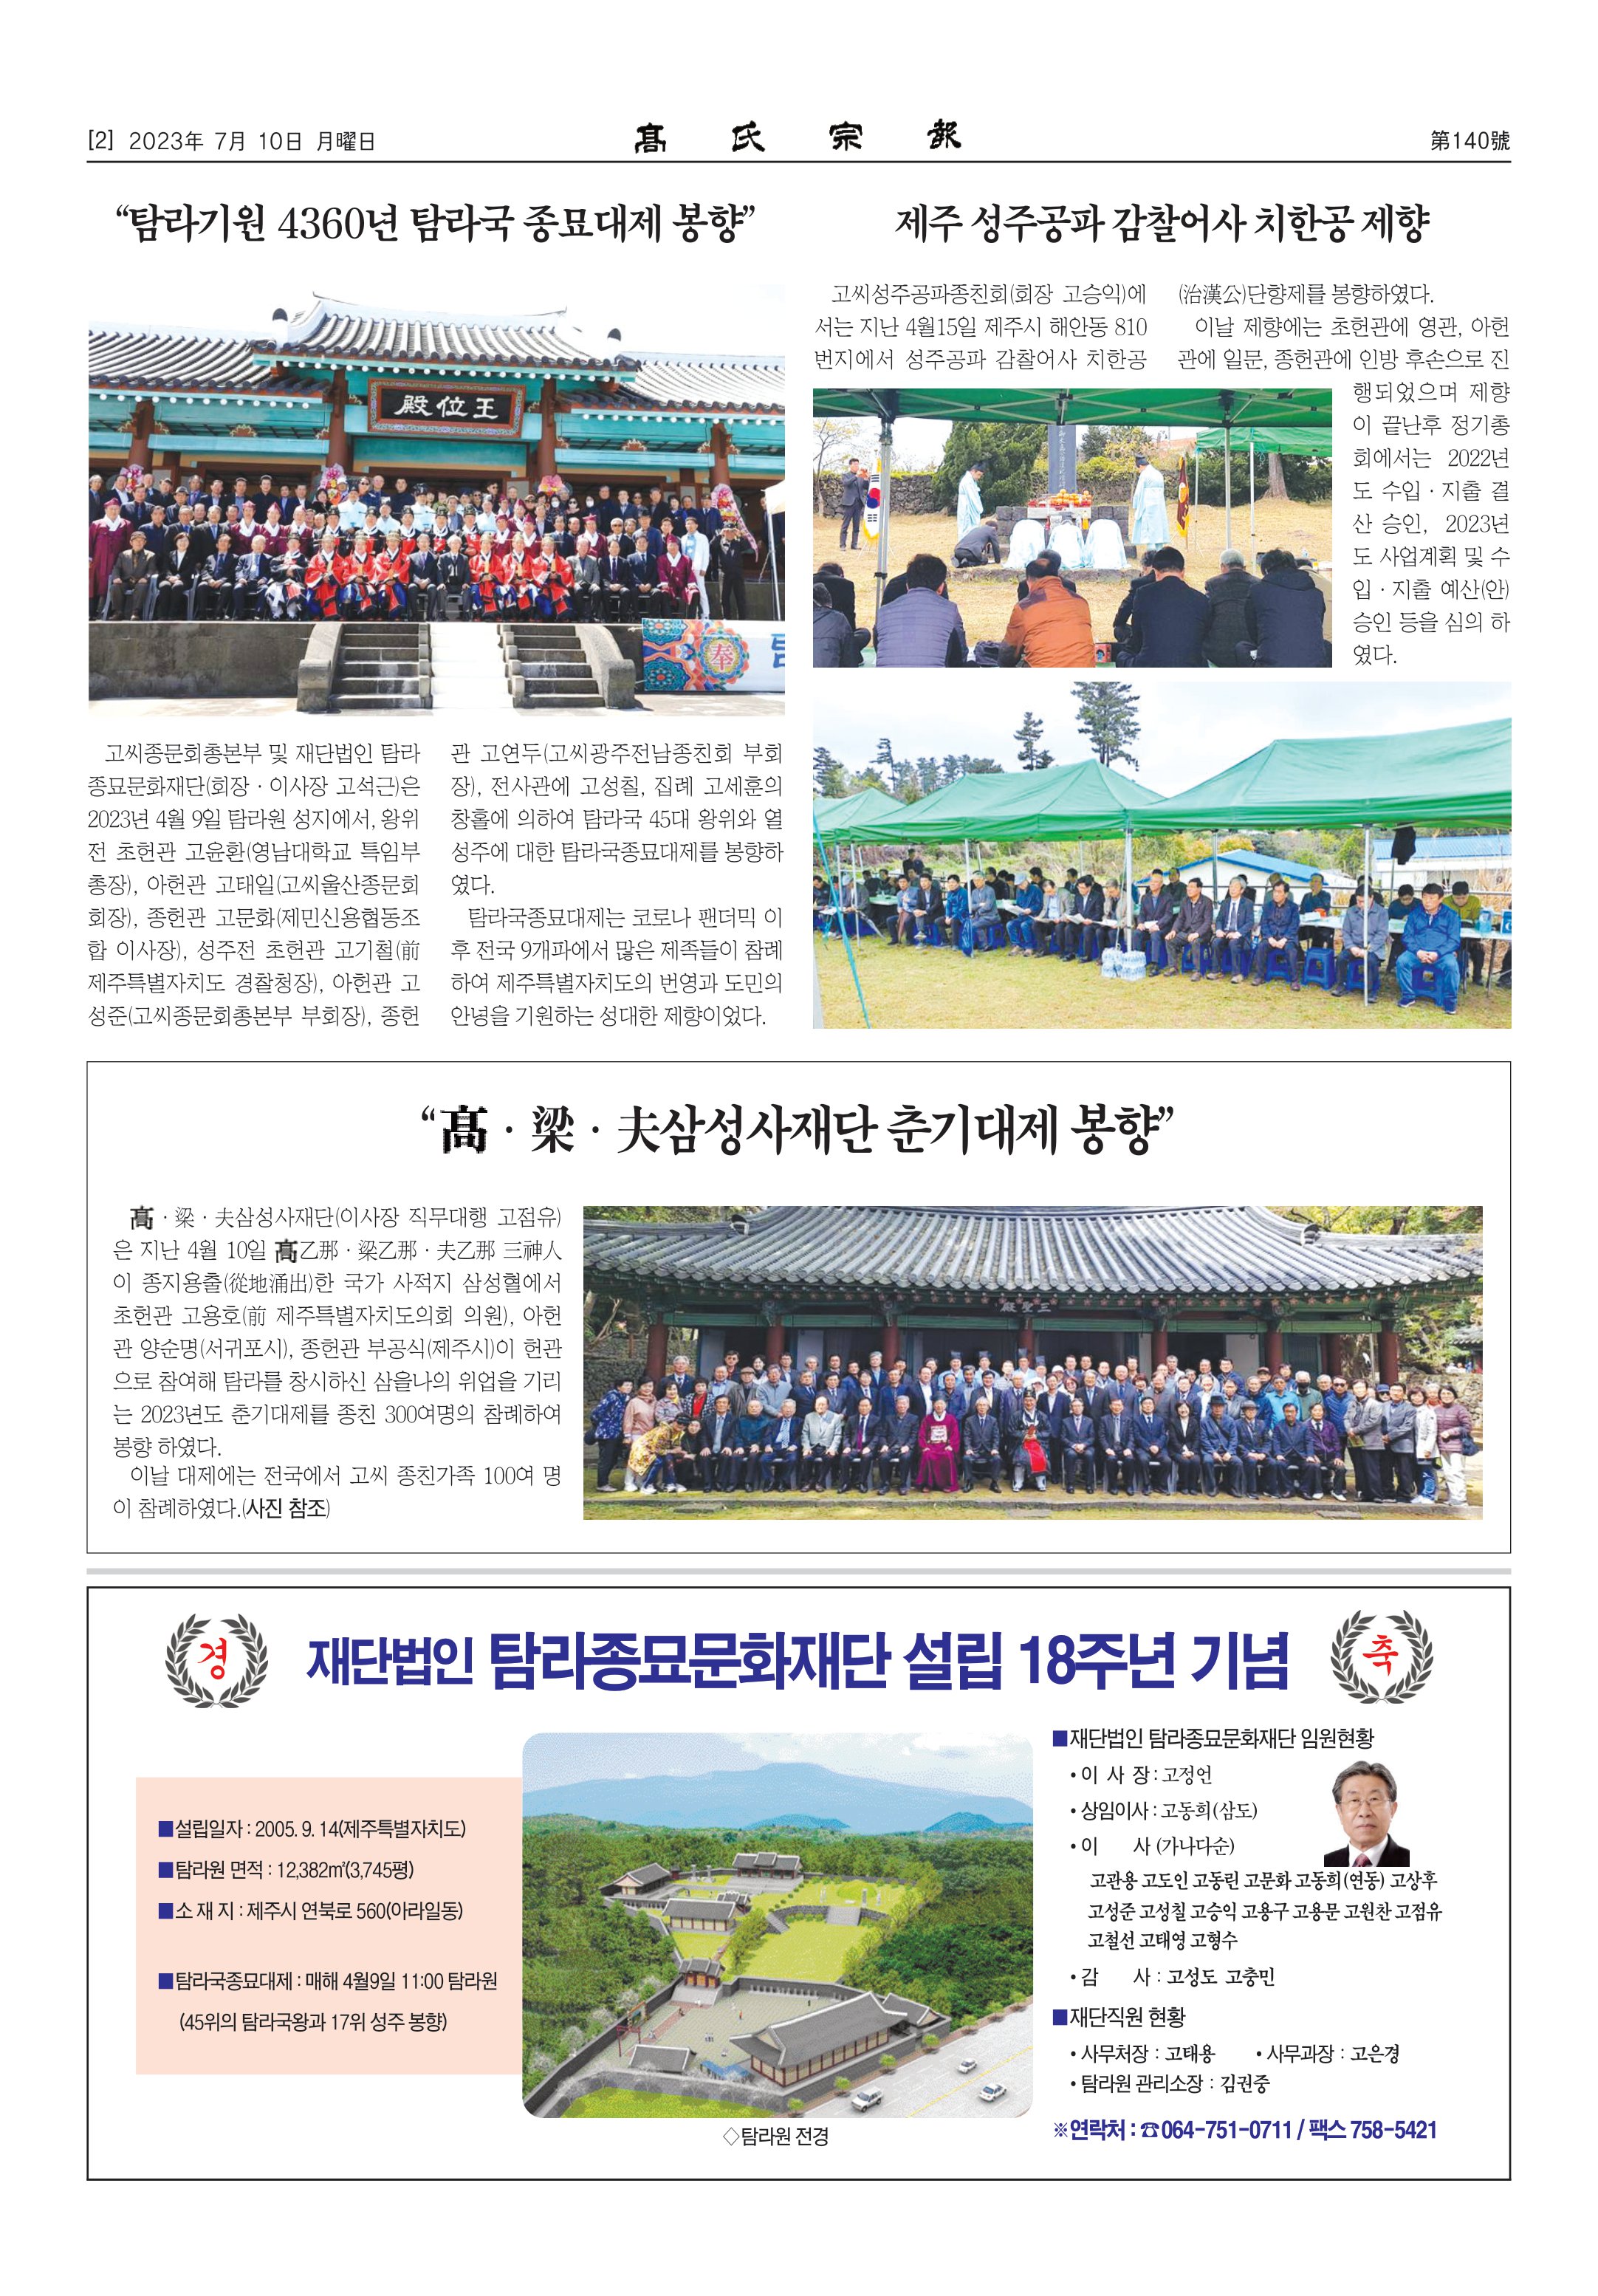 [2] 2023年 7月 10日 月曜日
髙 氏 宗 報
第140號
“탐라기원 4360년 탐라국 종묘대제 봉향”
殿位王
奉
고씨종문회총본부 및 재단법인 탐라
종묘문화재단(회장 · 이사장 고석근)은
2023년 4월 9일 탐라원 성지에서, 왕위
전 초헌관 고윤환(영남대학교 특임부
총장), 아헌관 고태일(고씨울산종문회
회장), 종헌관 고문화(제민신용협동조
합 이사장), 성주전 초헌관 고기철(前
제주특별자치도 경찰청장), 아헌관 고
성준(고씨종문회총본부 부회장), 종헌
관 고연두(고씨광주전남종친회 부회
장), 전사관에 고성칠, 집례 고세훈의
창홀에 의하여 탐라국 45대 왕위와 열
성주에 대한 탐라국종묘대제를 봉향하
였다.
탐라국종묘대제는 코로나 팬더믹 이
후 전국 9개파에서 많은 제족들이 참례
하여 제주특별자치도의 번영과 도민의
안녕을 기원하는 성대한 제향이었다.
제주 성주공파 감찰어사 치한공 제향
고씨성주공파종친회(회장 고승익)에
서는 지난 4월15일 제주시 해안동 810
번지에서 성주공파 감찰어사 치한공
(治漢公)단향제를 봉향하였다.
이날 제향에는 초헌관에 영관, 아헌
관에 일문, 종헌관에 인방 후손으로 진
행되었으며 제향
이 끝난후 정기총
회에서는 2022년
도 수입 · 지출 결
산 승인, 2023년
도 사업계획 및 수
입 · 지출 예산(안)
승인 등을 심의 하
였다.
“髙 · 梁 · 夫삼성사재단 춘기대제 봉향”
髙 · 梁 · 夫삼성사재단(이사장 직무대행 고점유)
은 지난 4월 10일 髙乙那 · 梁乙那 · 夫乙那 三神人
이 종지용출(從地涌出)한 국가 사적지 삼성혈에서
초헌관 고용호(前 제주특별자치도의회 의원), 아헌
관 양순명(서귀포시), 종헌관 부공식(제주시)이 헌관
으로 참여해 탐라를 창시하신 삼을나의 위업을 기리
는 2023년도 춘기대제를 종친 300여명의 참례하여
봉향 하였다.
이날 대제에는 전국에서 고씨 종친가족 100여 명
이 참례하였다.(사진 참조)
殿聖三
경
재단법인 탐라종묘문화재단 설립 18주년 기념
축
■설립일자 : 2005. 9. 14(제주특별자치도)
■탐라원 면적 : 12,382㎡(3,745평)
■소 재 지 : 제주시 연북로 560(아라일동)
■탐라국종묘대제 : 매해 4월9일 11:00 탐라원
(45위의 탐라국왕과 17위 성주 봉향)
◇탐라원 전경
■재단법인 탐라종묘문화재단 임원현황
• 이 사 장 : 고정언
• 상임이사 : 고동희(삼도)
• 이 사 (가나다순)
고관용 고도인 고동린 고문화 고동희(연동) 고상후
고성준 고성칠 고승익 고용구 고용문 고원찬 고점유
고철선 고태영 고형수
• 감 사 : 고성도 고충민
■재단직원 현황
• 사무처장 : 고태용 • 사무과장 : 고은경
• 탐라원 관리소장 : 김권중
※연락처 : ☎064-751-0711 / 팩스 758-5421